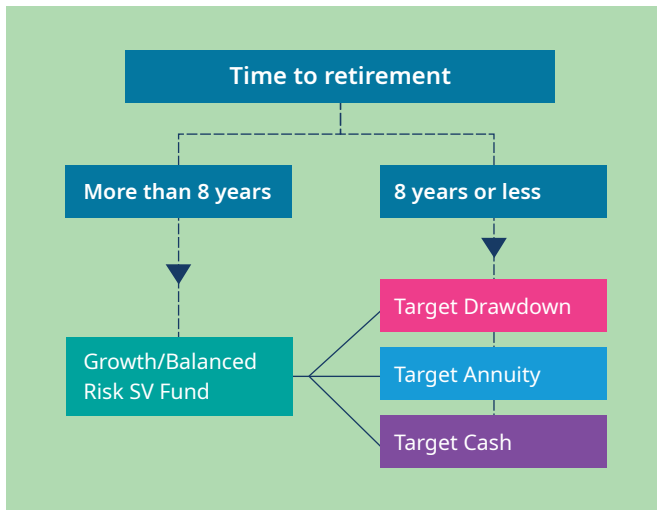 Time to retirement
More than 8 years
8 years or less
Growth/Balanced
Risk SV Fund
Target Drawdown
Target Annuity
Target Cash